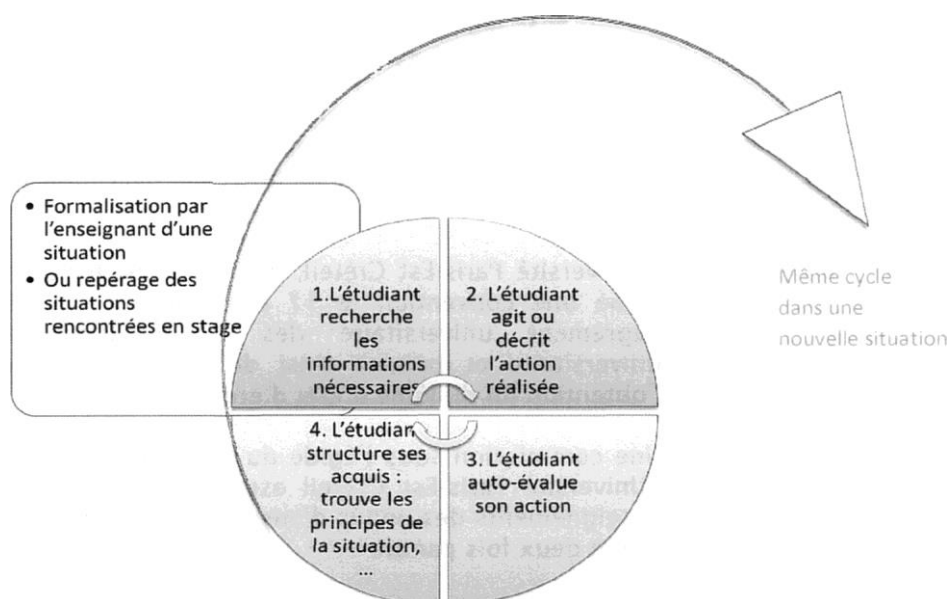 • Formalisation par
l'enseignant d'une
situation
• Ou repérage des
situations
rencontrées en stage
1.L'étudiant
recherche
les
informations
nécessaires
2. L'étudiant
agit ou
décrit
l'action
réalisée
Même cycle
dans une
nouvelle situation
4. L'étudian
structure ses
acquis :
trouve les
principes de
la situation,
...
3. L'étudiant
auto-évalue
son action